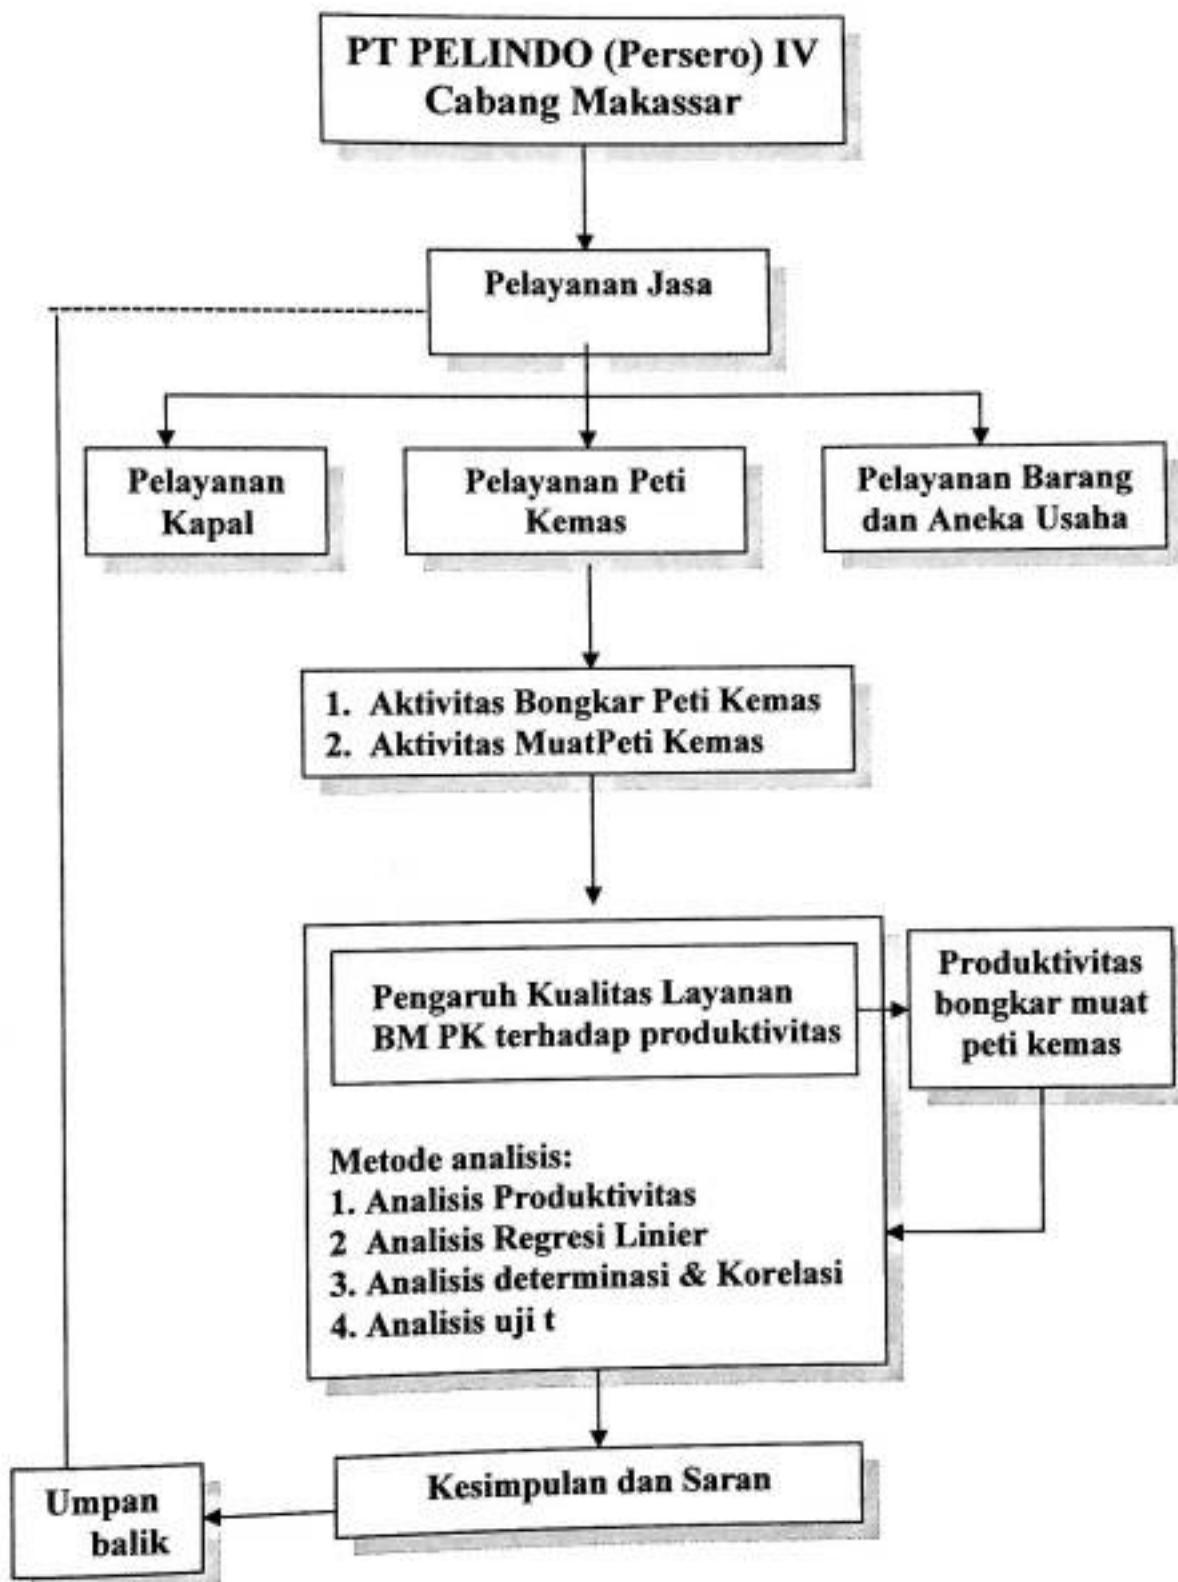 PT PELINDO (Persero) IV
Cabang Makassar
Pelayanan Jasa
Pelayanan
Kapal
Pelayanan Peti
Kemas
Pelayanan Barang
dan Aneka Usaha
1. Aktivitas Bongkar Peti Kemas
2. Aktivitas MuatPeti Kemas
Pengaruh Kualitas Layanan
BM PK terhadap produktivitas
Produktivitas
bongkar muat
peti kemas
Metode analisis:
1. Analisis Produktivitas
2 Analisis Regresi Linier
3. Analisis determinasi & Korelasi
4. Analisis uji t
Kesimpulan dan Saran
Umpan
balik